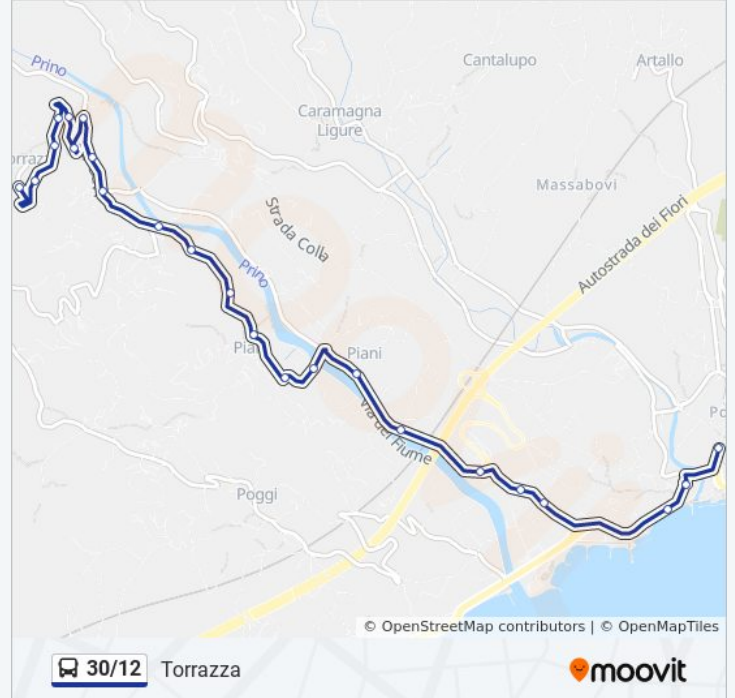 Prino
Cantalupo
Artallo
Caramagna
Ligure
Massabovi
Strada Colla
Autostrada dei Fiori
Prino
Piani
Via del Fiume
Poggi
© OpenStreetMap contributors | © OpenMapTiles
30/12 Torrazza
moovit